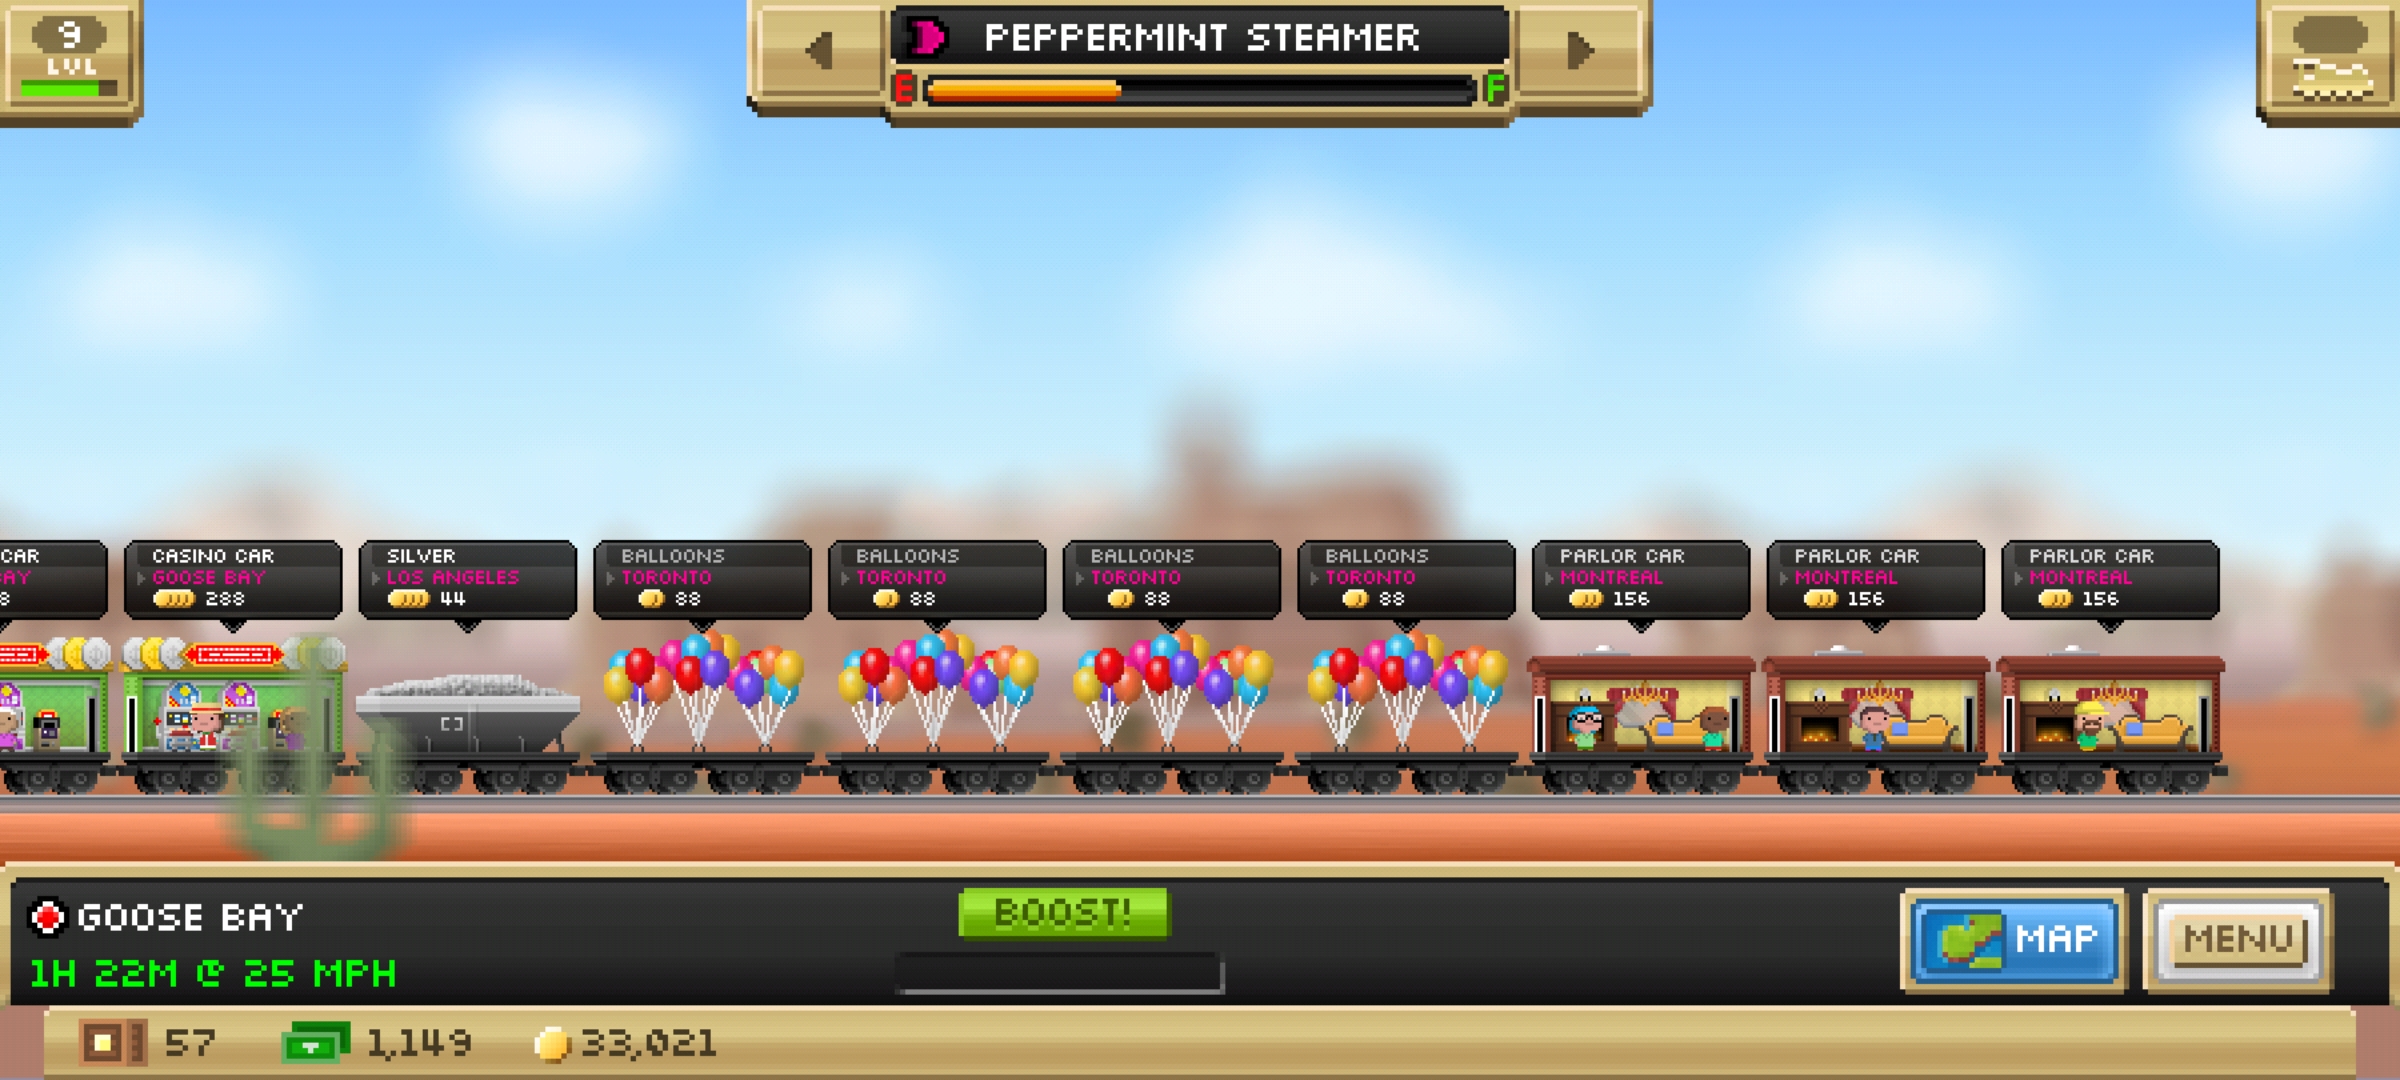 9
LVL
PEPPERMINT STEAMER
E F
CAR
AY
8
CASINO CAR
GOOSE BAY
288
SILVER
LOS ANGELES
44
BALLOONS
TORONTO
88
BALLOONS
TORONTO
88
BALLOONS
TORONTO
88
BALLOONS
TORONTO
88
PARLOR CAR
MONTREAL
156
PARLOR CAR
MONTREAL
156
PARLOR CAR
MONTREAL
156
GOOSE BAY
1H 22M @ 25 MPH
BOOST!
MAP
MENU
57
1,149
33,021